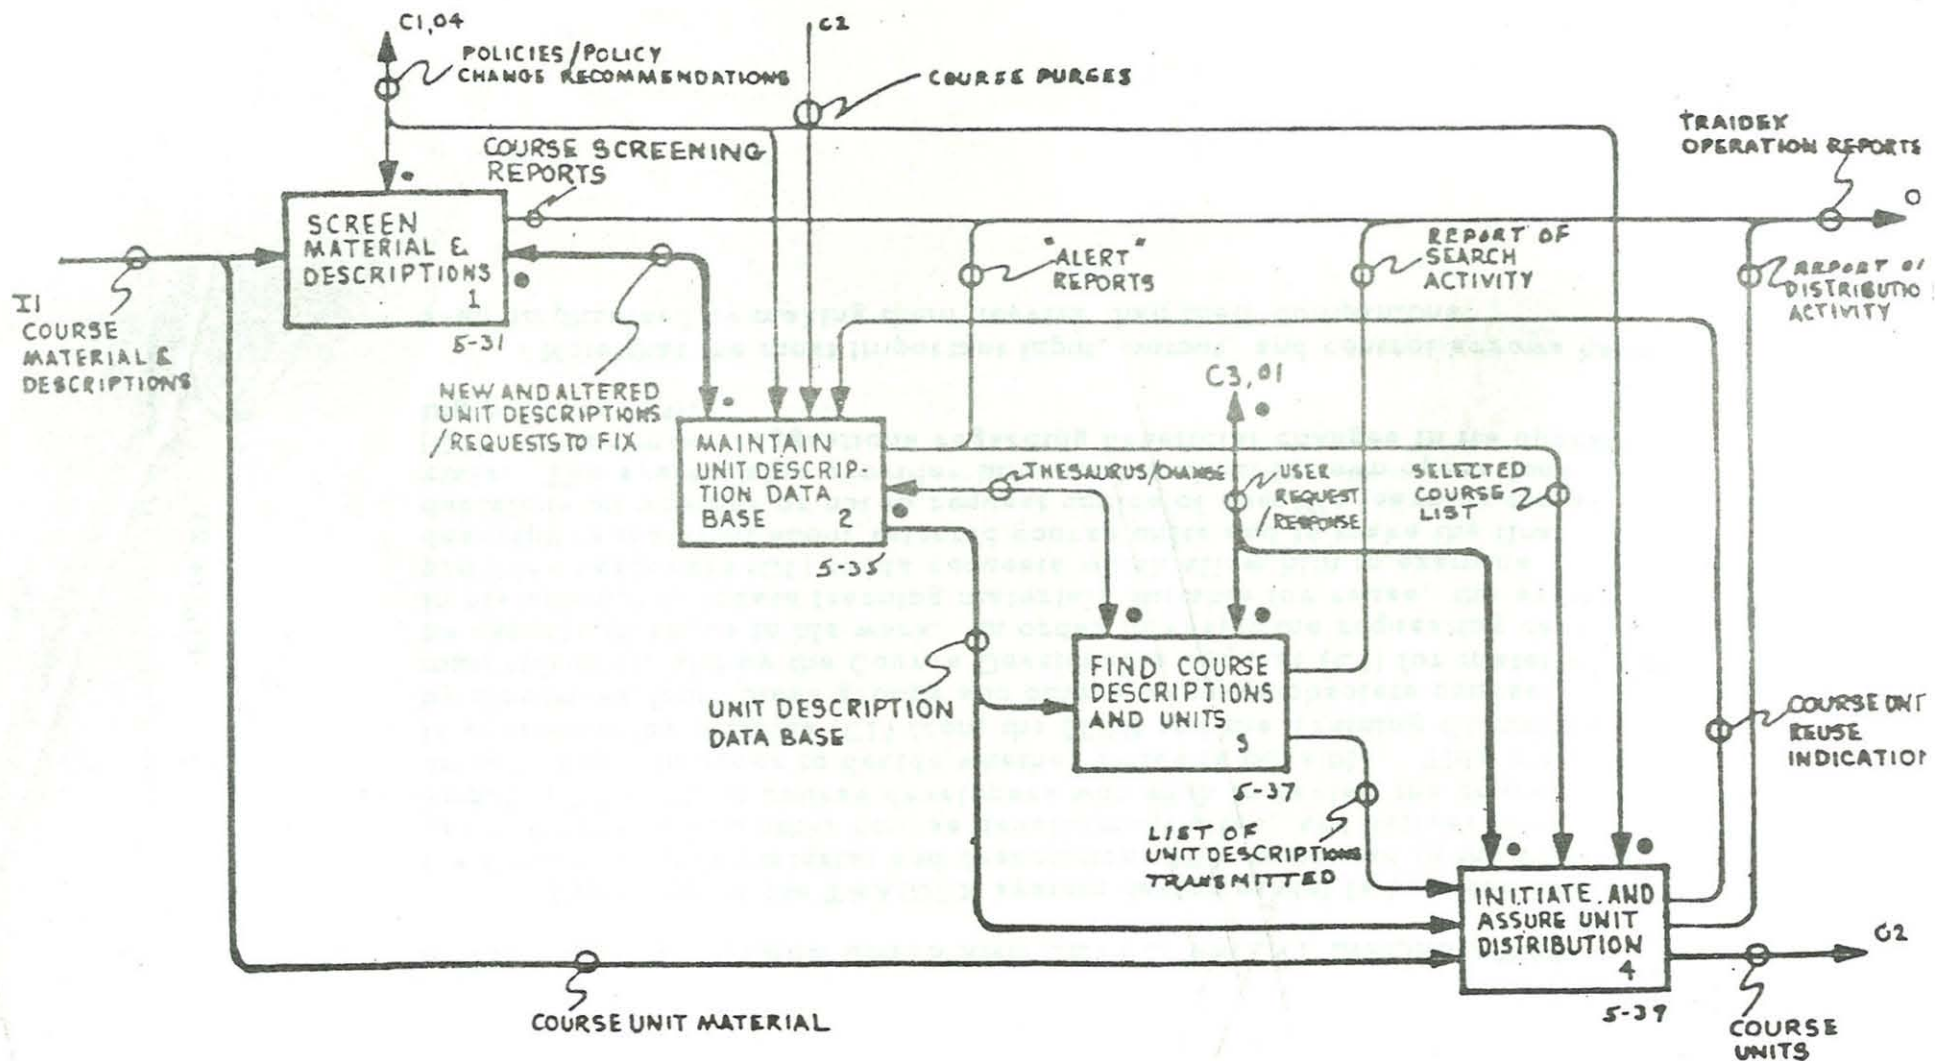 C1, O4
C2
POLICIES/POLICY
CHANGE RECOMMENDATIONS
COURSE PURGES
TRAIDEX
OPERATION REPORTS
O
COURSE SCREENING
REPORTS
SCREEN
MATERIAL &
DESCRIPTIONS
1
5-31
I1
COURSE
MATERIAL &
DESCRIPTIONS
"ALERT"
REPORTS
REPORT OF
SEARCH
ACTIVITY
REPORT
DISTRIBUTIO
ACTIVITY
NEW AND ALTERED
UNIT DESCRIPTIONS
/REQUESTS TO FIX
C3, O1
MAINTAIN
UNIT DESCRIP-
TION DATA
BASE 2
5-35
THESAURUS/CHANGE
USER
REQUEST
/RESPONSE
SELECTED
COURSE
LIST
UNIT DESCRIPTION
DATA BASE
FIND COURSE
DESCRIPTIONS
AND UNITS
3
5-37
COURSE UNIT
REUSE
INDICATION
LIST OF
UNIT DESCRIPTIONS
TRANSMITTED
INITIATE AND
ASSURE UNIT
DISTRIBUTION
4
5-39
O2
COURSE UNIT MATERIAL
COURSE
UNITS